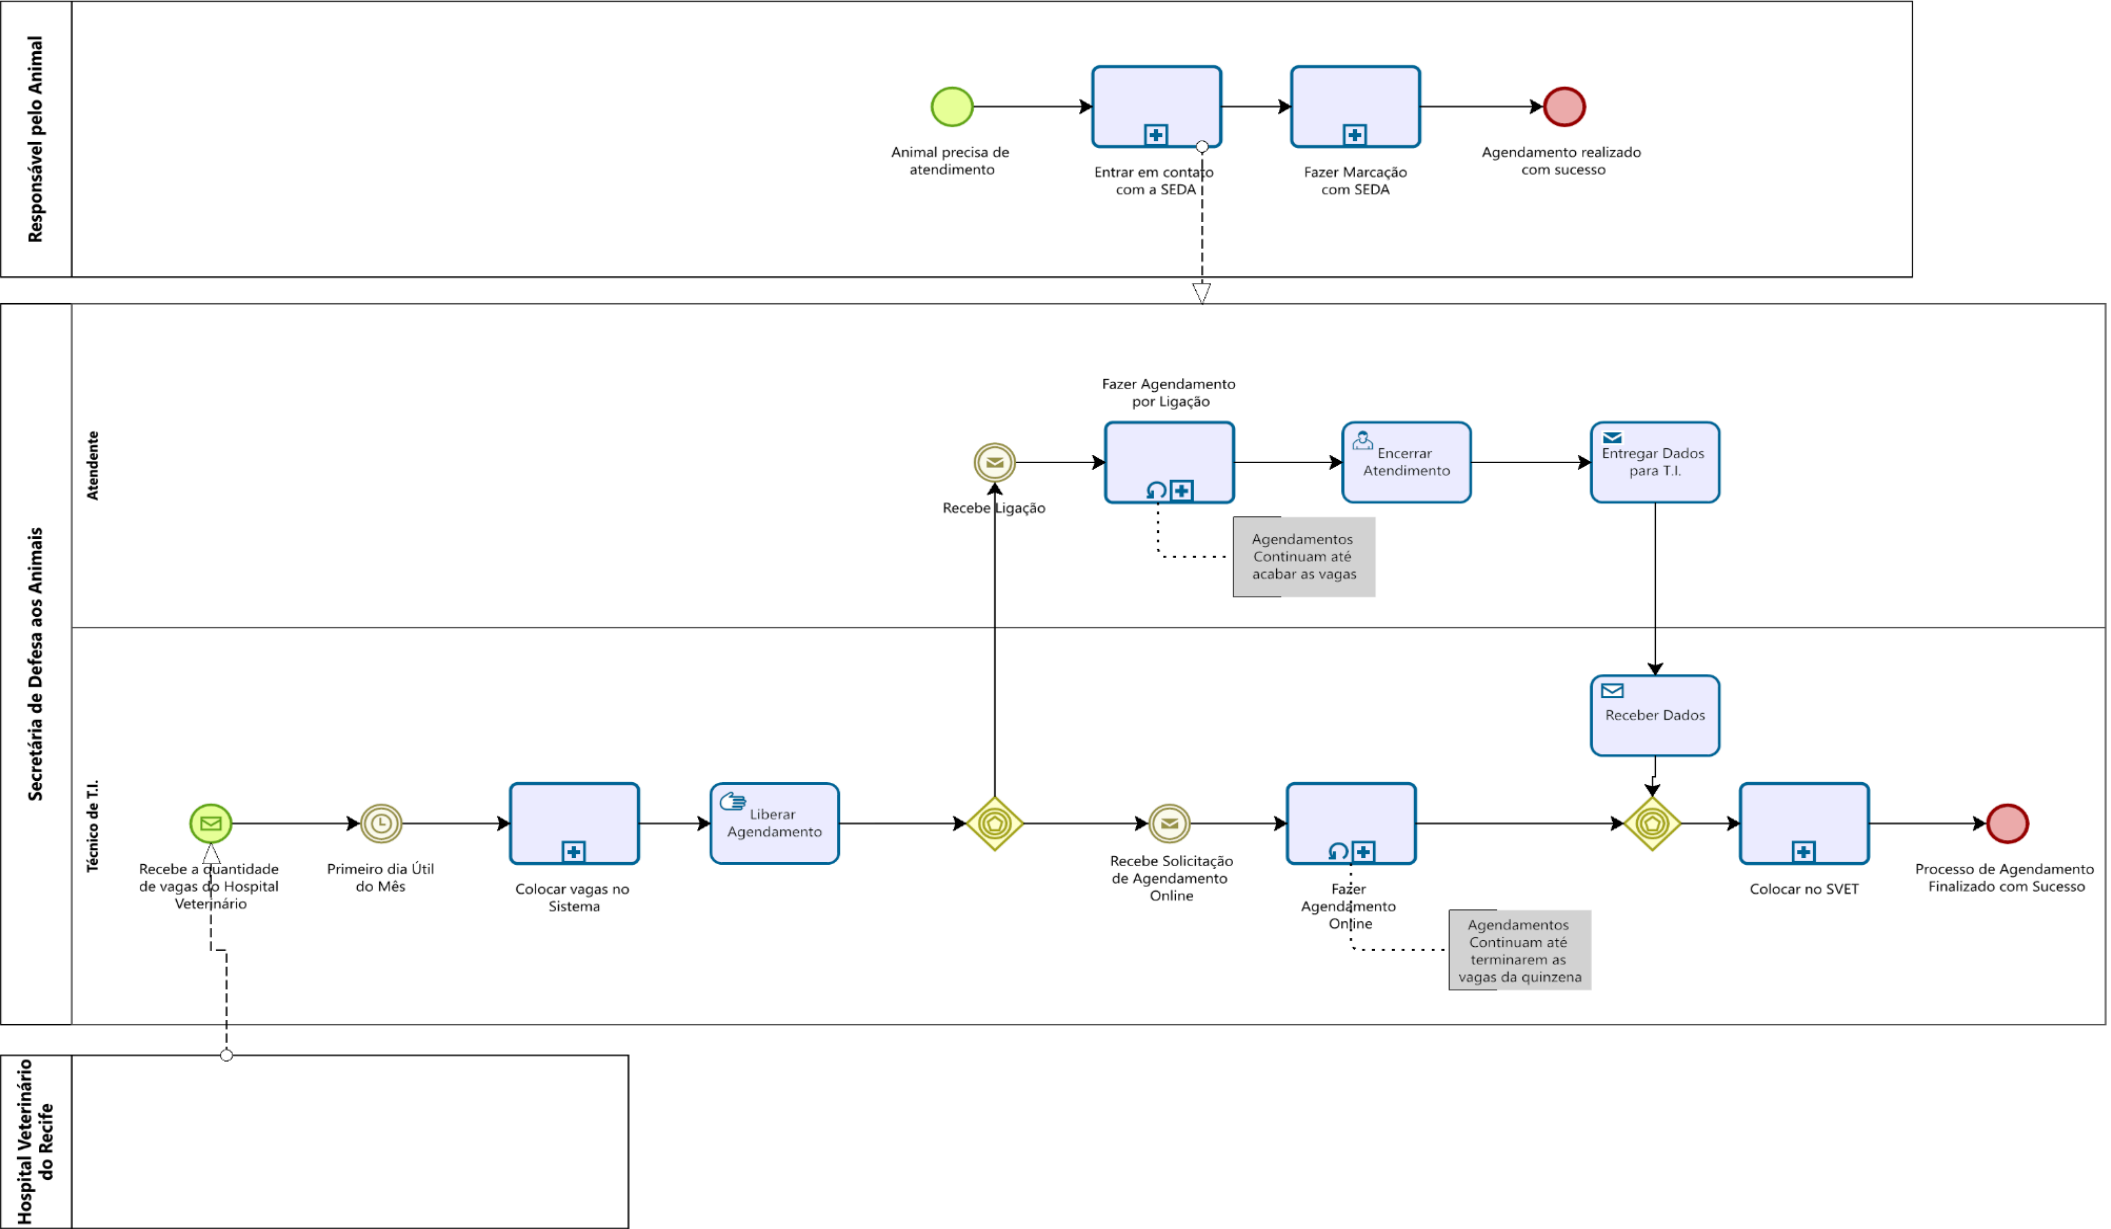 Responsável pelo Animal
Animal precisa de
atendimento
Entrar em contato
com a SEDA
Fazer Marcação
com SEDA
Agendamento realizado
com sucesso
Secretária de Defesa aos Animais
Atendente
Fazer Agendamento
por Ligação
Recebe Ligação
Encerrar
Atendimento
Entregar Dados
para T.I.
Agendamentos
Continuam até
acabar as vagas
Técnico de T.I.
Receber Dados
Recebe a quantidade
de vagas do Hospital
Veterinário
Primeiro dia Útil
do Mês
Colocar vagas no
Sistema
Liberar
Agendamento
Recebe Solicitação
de Agendamento
Online
Fazer
Agendamento
Online
Agendamentos
Continuam até
terminarem as
vagas da quinzena
Colocar no SVET
Processo de Agendamento
Finalizado com Sucesso
Hospital Veterinário
do Recife